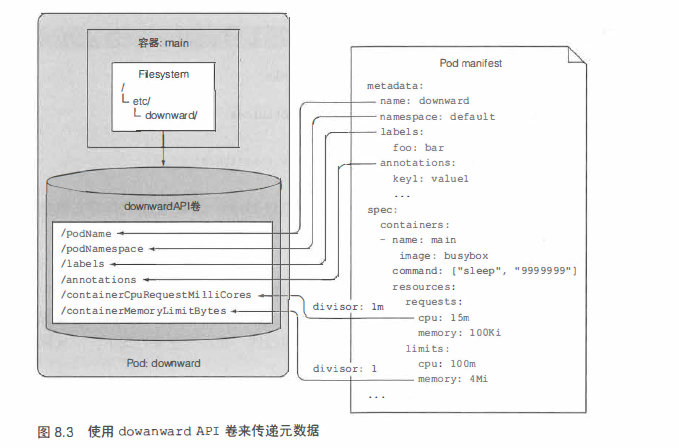 容器: main
Filesystem
/
etc/
downward/
downwardAPI卷
/podName
/podNamespace
/labels
/annotations
/containerCpuRequestMilliCores
/containerMemoryLimitBytes
Pod: downward
divisor: 1m
divisor: 1
Pod manifest
metadata:
name: downward
namespace: default
labels:
foo: bar
annotations:
key1: value1
...
spec:
containers:
- name: main
image: busybox
command: ["sleep", "9999999"]
resources:
requests:
cpu: 15m
memory: 100Ki
limits:
cpu: 100m
memory: 4Mi
...
图 8.3 使用 dowanward API 卷来传递元数据